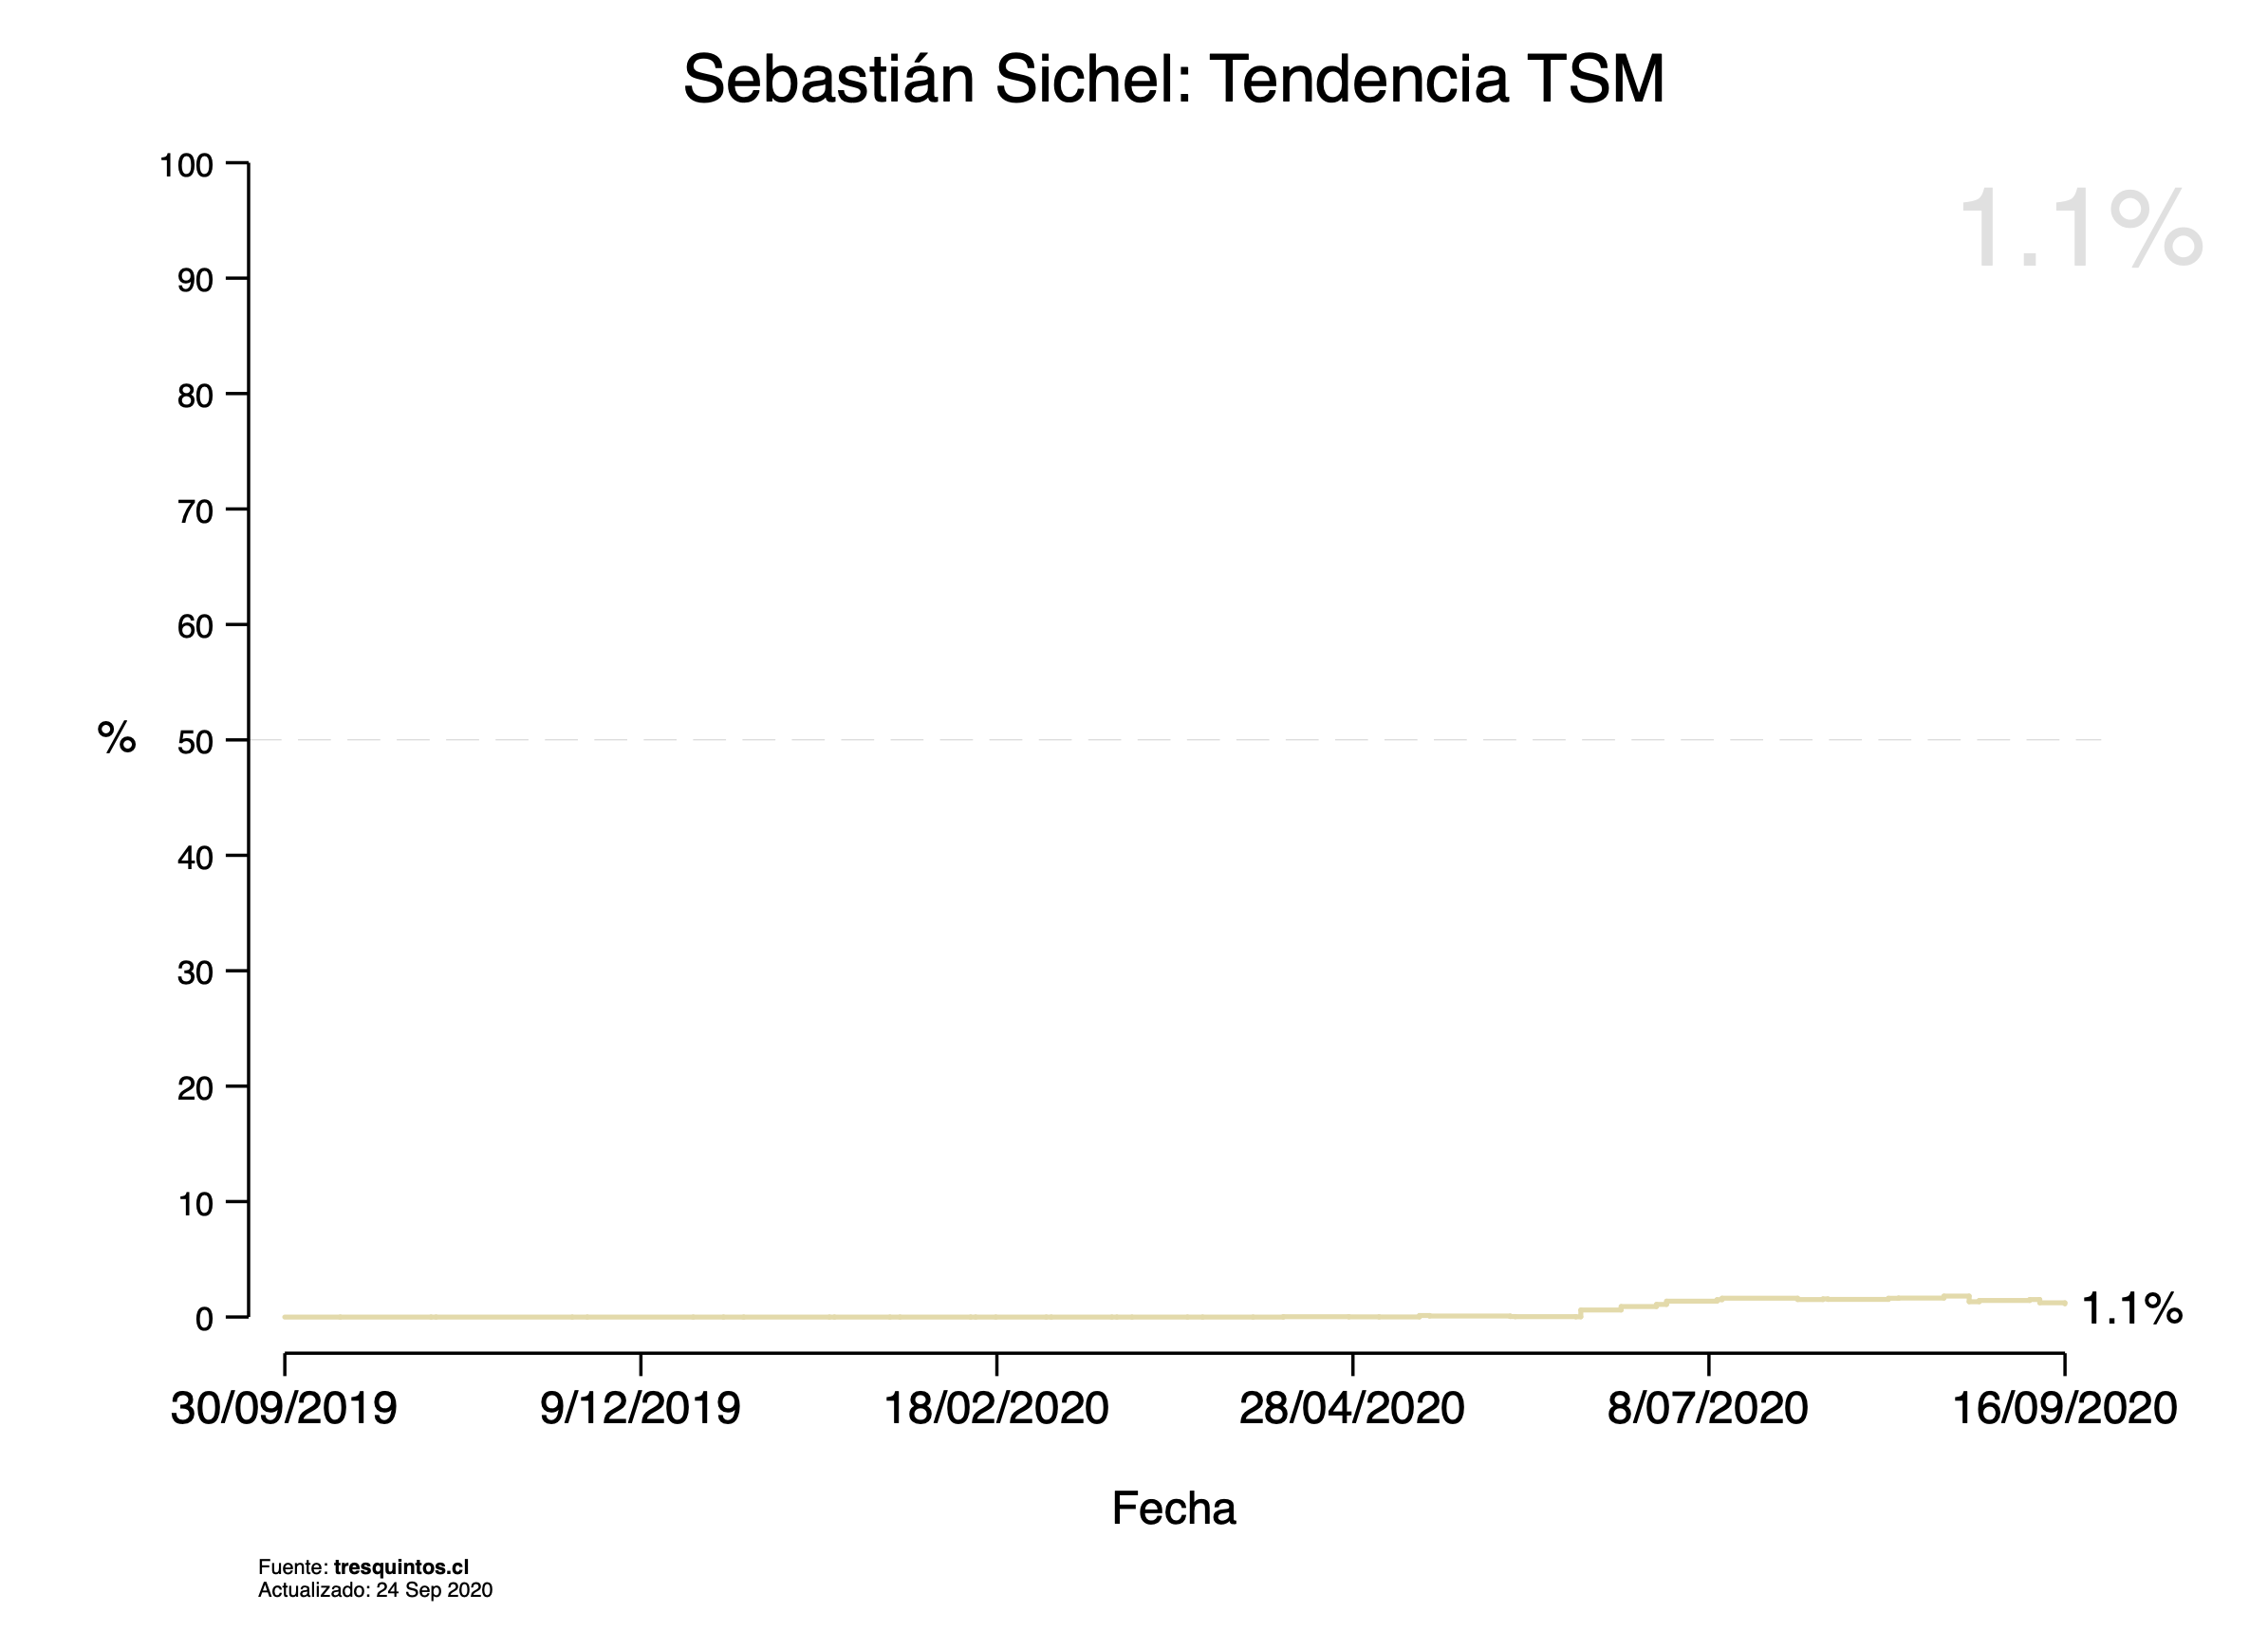 Sebastián Sichel: Tendencia TSM
1.1%
100
90
80
70
60
% 50
40
30
20
10
0
1.1%
30/09/2019 9/12/2019 18/02/2020 28/04/2020 8/07/2020 16/09/2020
Fecha
Fuente: tresquintos.cl
Actualizado: 24 Sep 2020